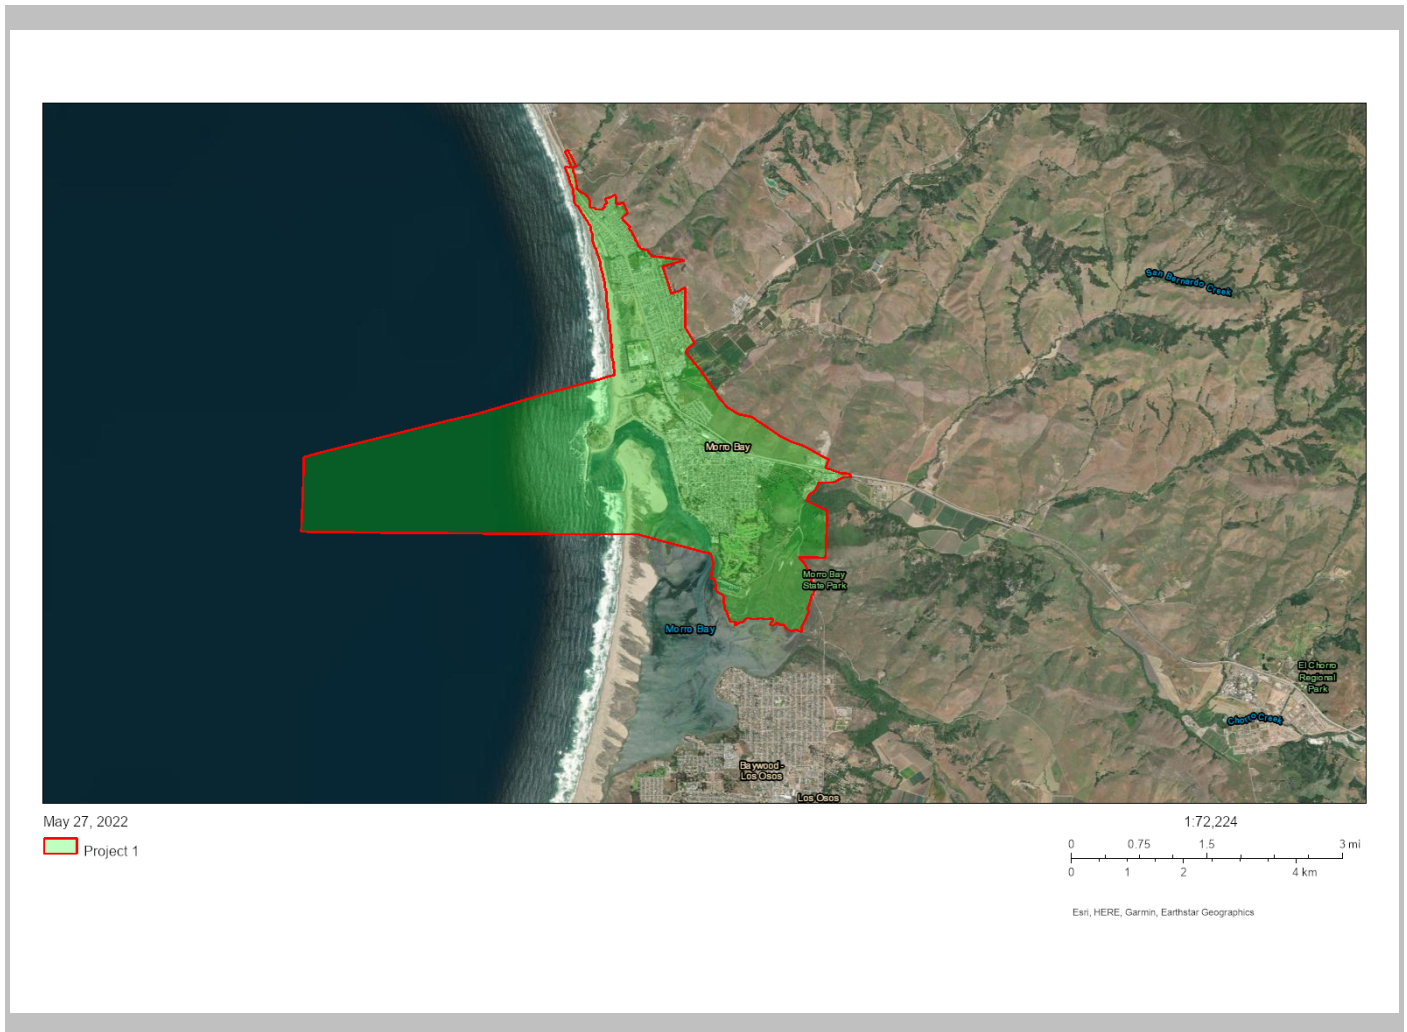 San Bernardo Creek
Morro Bay
Morro Bay
State Park
Morro Bay
El Chorro
Regional
Park
Chorro Creek
Baywood -
Los Osos
Los Osos
May 27, 2022
Project 1
1:72,224
0 0.75 1.5 3 mi
0 1 2 4 km
Esri, HERE, Garmin, Earthstar Geographics